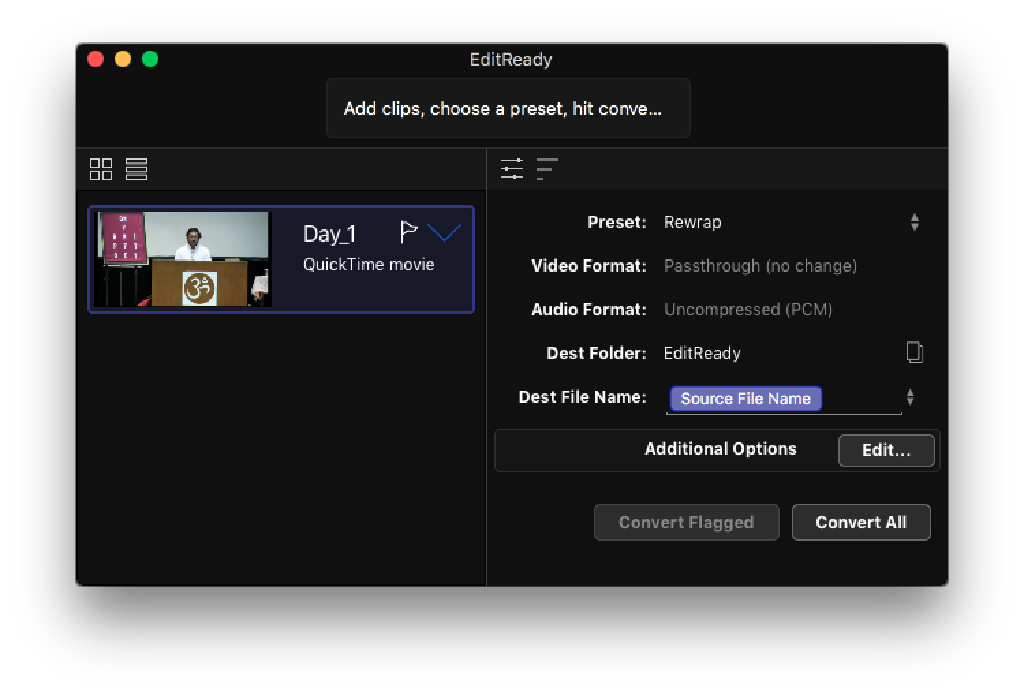 EditReady
Add clips, choose a preset, hit conve...
Day_1
QuickTime movie
ॐ
Preset: Rewrap
Video Format: Passthrough (no change)
Audio Format: Uncompressed (PCM)
Dest Folder: EditReady
Dest File Name: Source File Name
Additional Options Edit...
Convert Flagged Convert All